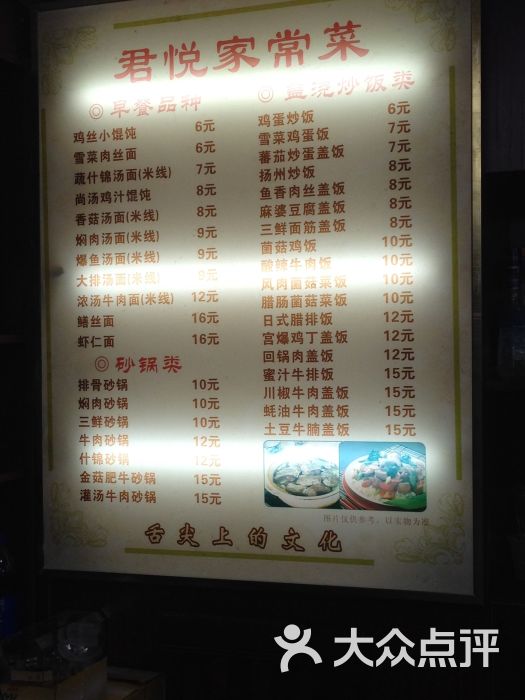 君悦家常菜
◎早餐品种
鸡丝小馄饨 6元
雪菜肉丝面 6元
蔬什锦汤面(米线) 7元
尚汤鸡汁馄饨 8元
香菇汤面(米线) 8元
焖肉汤面(米线) 9元
爆鱼汤面(米线) 9元
大排汤面(米线) 9元
浓汤牛肉面(米线) 12元
鳝丝面 16元
虾仁面 16元
◎砂锅类
排骨砂锅 10元
焖肉砂锅 10元
三鲜砂锅 10元
牛肉砂锅 12元
什锦砂锅 12元
金菇肥牛砂锅 15元
灌汤牛肉砂锅 15元
◎盖浇炒饭类
鸡蛋炒饭 6元
雪菜鸡蛋饭 7元
蕃茄炒蛋盖饭 7元
扬州炒饭 8元
鱼香肉丝盖饭 8元
麻婆豆腐盖饭 8元
三鲜面筋盖饭 8元
菌菇鸡饭 10元
酸辣牛肉饭 10元
风肉菌菇菜饭 10元
腊肠菌菇菜饭 10元
日式腊排饭 12元
宫爆鸡丁盖饭 12元
回锅肉盖饭 12元
蜜汁牛排饭 15元
川椒牛肉盖饭 15元
蚝油牛肉盖饭 15元
土豆牛腩盖饭 15元
图片仅供参考，以实物为准
舌尖上的文化
大众点评